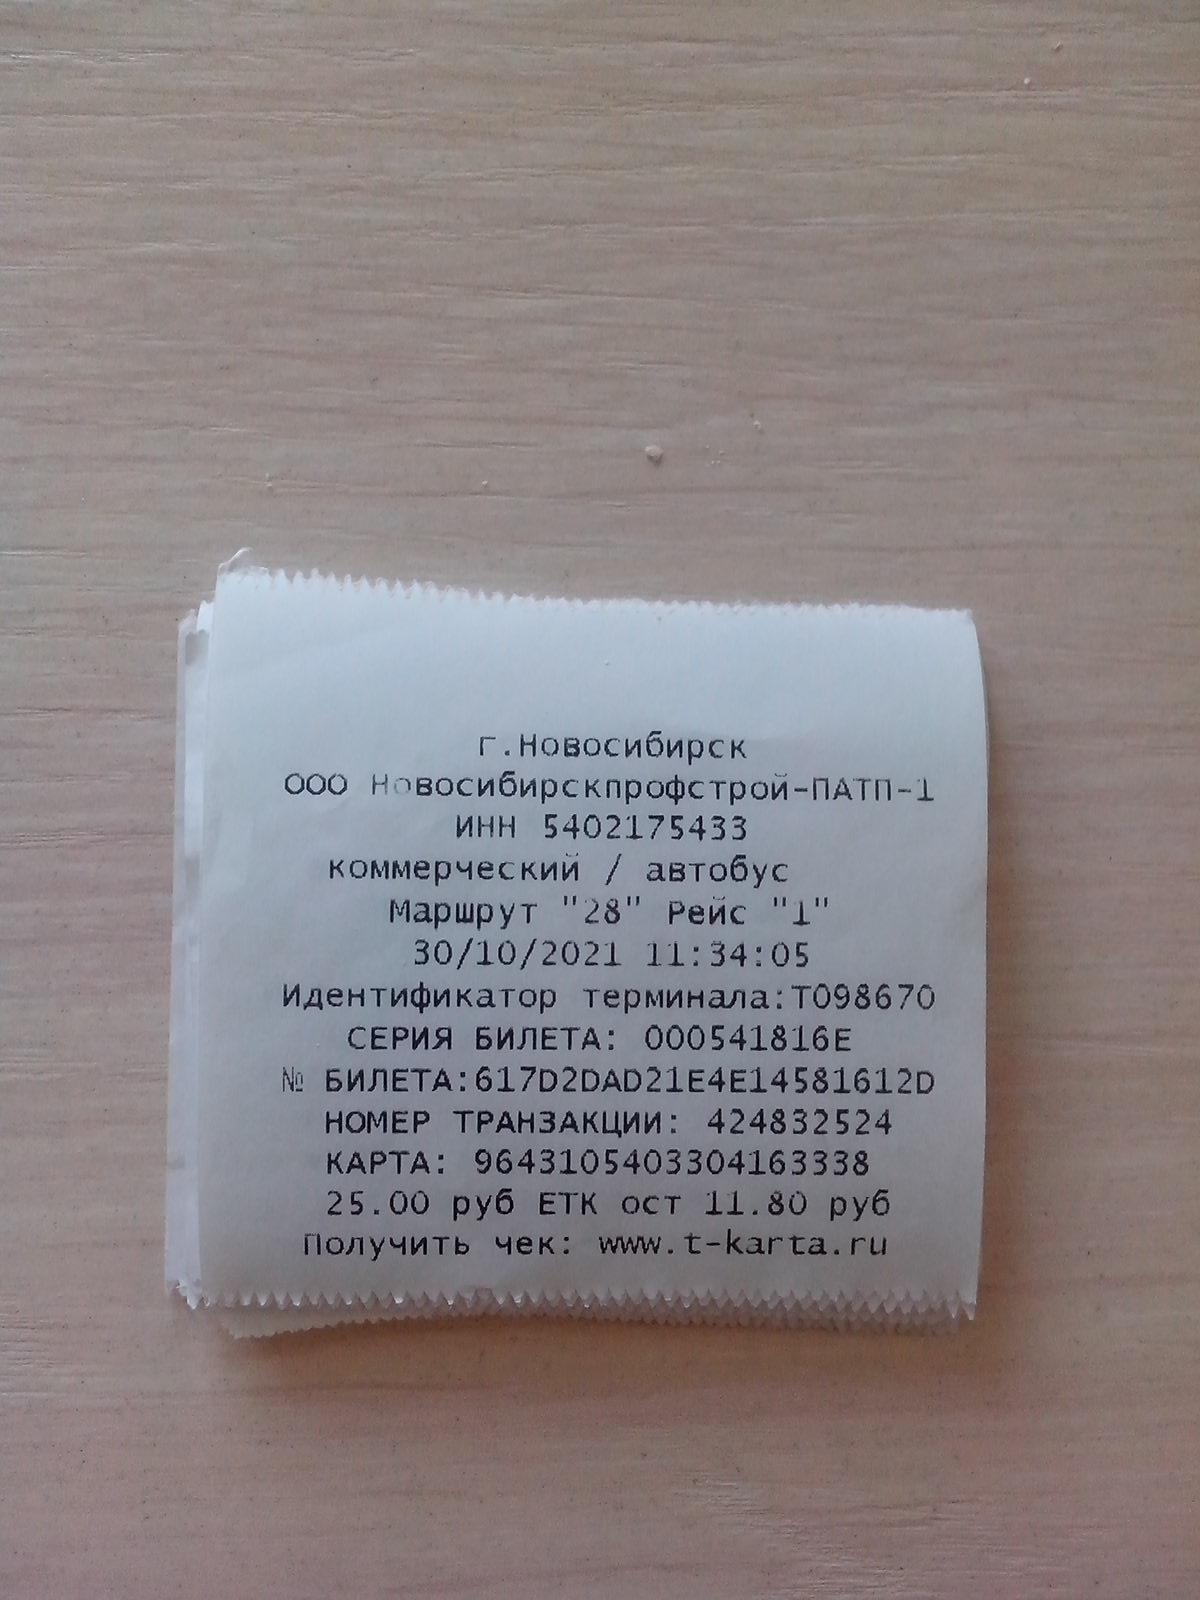 г.Новосибирск
ООО Новосибирскпрофстрой-ПАТП-1
ИНН 5402175433
коммерческий / автобус
Маршрут "28" Рейс "1"
30/10/2021 11:34:05
Идентификатор терминала:Т098670
СЕРИЯ БИЛЕТА: 000541816E
№ БИЛЕТА:617D2DAD21E4E14581612D
НОМЕР ТРАНЗАКЦИИ: 424832524
КАРТА: 9643105403304163338
25.00 руб ЕТК ост 11.80 руб
Получить чек: www.t-karta.ru